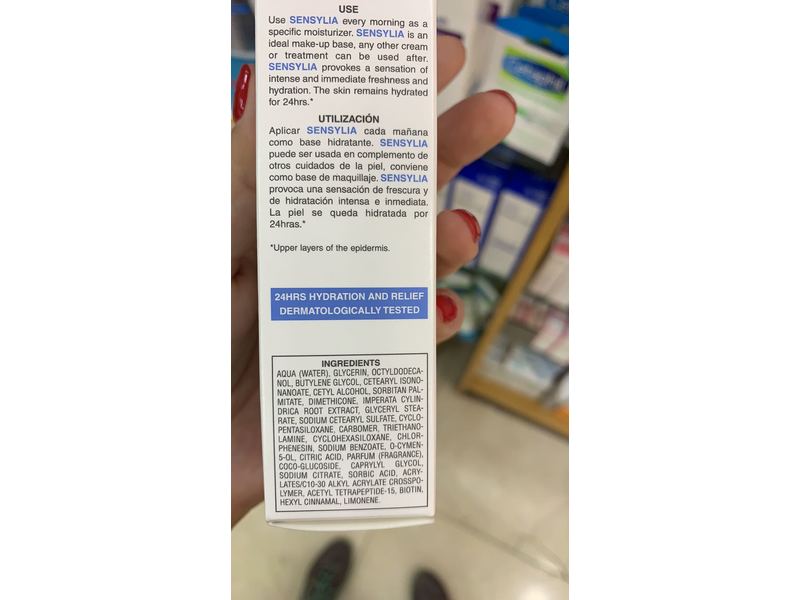 USE
Use SENSYLIA every morning as a
specific moisturizer. SENSYLIA is an
ideal make-up base, any other cream
or treatment can be used after.
SENSYLIA provokes a sensation of
intense and immediate freshness and
hydration. The skin remains hydrated
for 24hrs.*
UTILIZACIÓN
Aplicar SENSYLIA cada mañana
como base hidratante. SENSYLIA
puede ser usada en complemento de
otros cuidados de la piel, conviene
como base de maquillaje. SENSYLIA
provoca una sensación de frescura y
de hidratación intensa e inmediata.
La piel se queda hidratada por
24hras.*
*Upper layers of the epidermis.
24HRS HYDRATION AND RELIEF
DERMATOLOGICALLY TESTED
INGREDIENTS
AQUA (WATER), GLYCERIN, OCTYLDODECA-
NOL, BUTYLENE GLYCOL, CETEARYL ISONO-
NANOATE, CETYL ALCOHOL, SORBITAN PAL-
MITATE, DIMETHICONE, IMPERATA CYLIN-
DRICA ROOT EXTRACT, GLYCERYL STEA-
RATE, SODIUM CETEARYL SULFATE, CYCLO-
PENTASILOXANE, CARBOMER, TRIETHANO-
LAMINE, CYCLOHEXASILOXANE, CHLOR-
PHENESIN, SODIUM BENZOATE, O-CYMEN-
5-OL, CITRIC ACID, PARFUM (FRAGRANCE),
COCO-GLUCOSIDE, CAPRYLYL GLYCOL,
SODIUM CITRATE, SORBIC ACID, ACRY-
LATES/C10-30 ALKYL ACRYLATE CROSSPO-
LYMER, ACETYL TETRAPEPTIDE-15, BIOTIN,
HEXYL CINNAMAL, LIMONENE.
Cetaphil